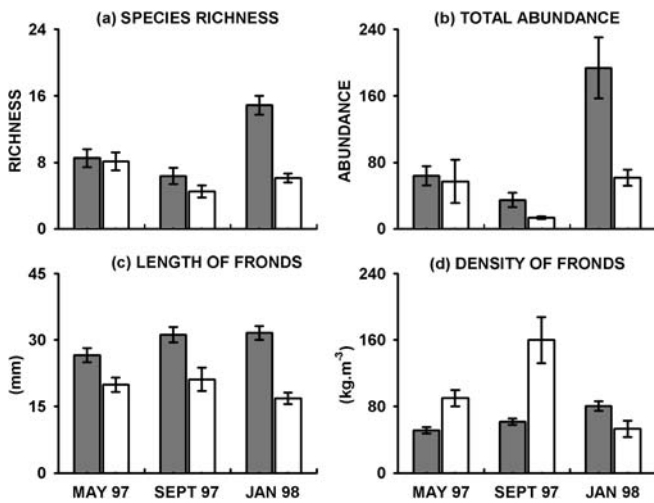 (a) SPECIES RICHNESS
24
16
8
0
RICHNESS
(b) TOTAL ABUNDANCE
240
160
80
0
ABUNDANCE
(c) LENGTH OF FRONDS
45
30
15
0
(mm)
MAY 97 SEPT 97 JAN 98
(d) DENSITY OF FRONDS
240
160
80
0
(kg.m-3)
MAY 97 SEPT 97 JAN 98